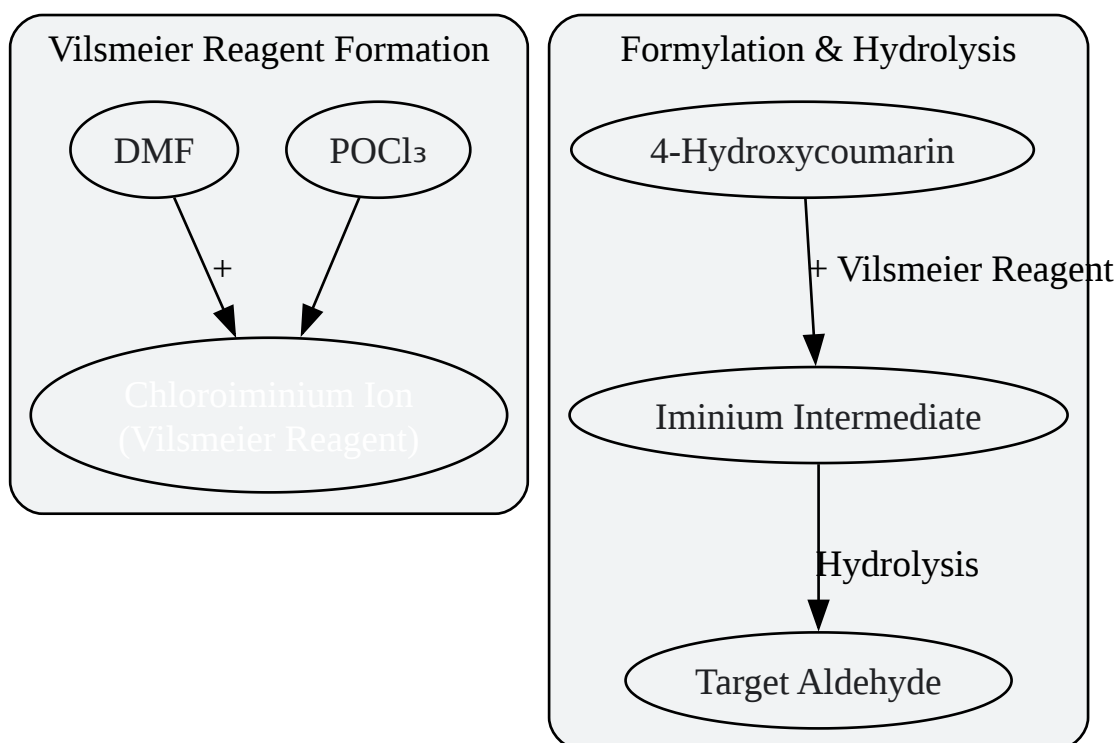 Vilsmeier Reagent Formation
DMF
POCl₃
+
Chloroiminium Ion
(Vilsmeier Reagent)
Formylation & Hydrolysis
4-Hydroxycoumarin
+ Vilsmeier Reagent
Iminium Intermediate
Hydrolysis
Target Aldehyde